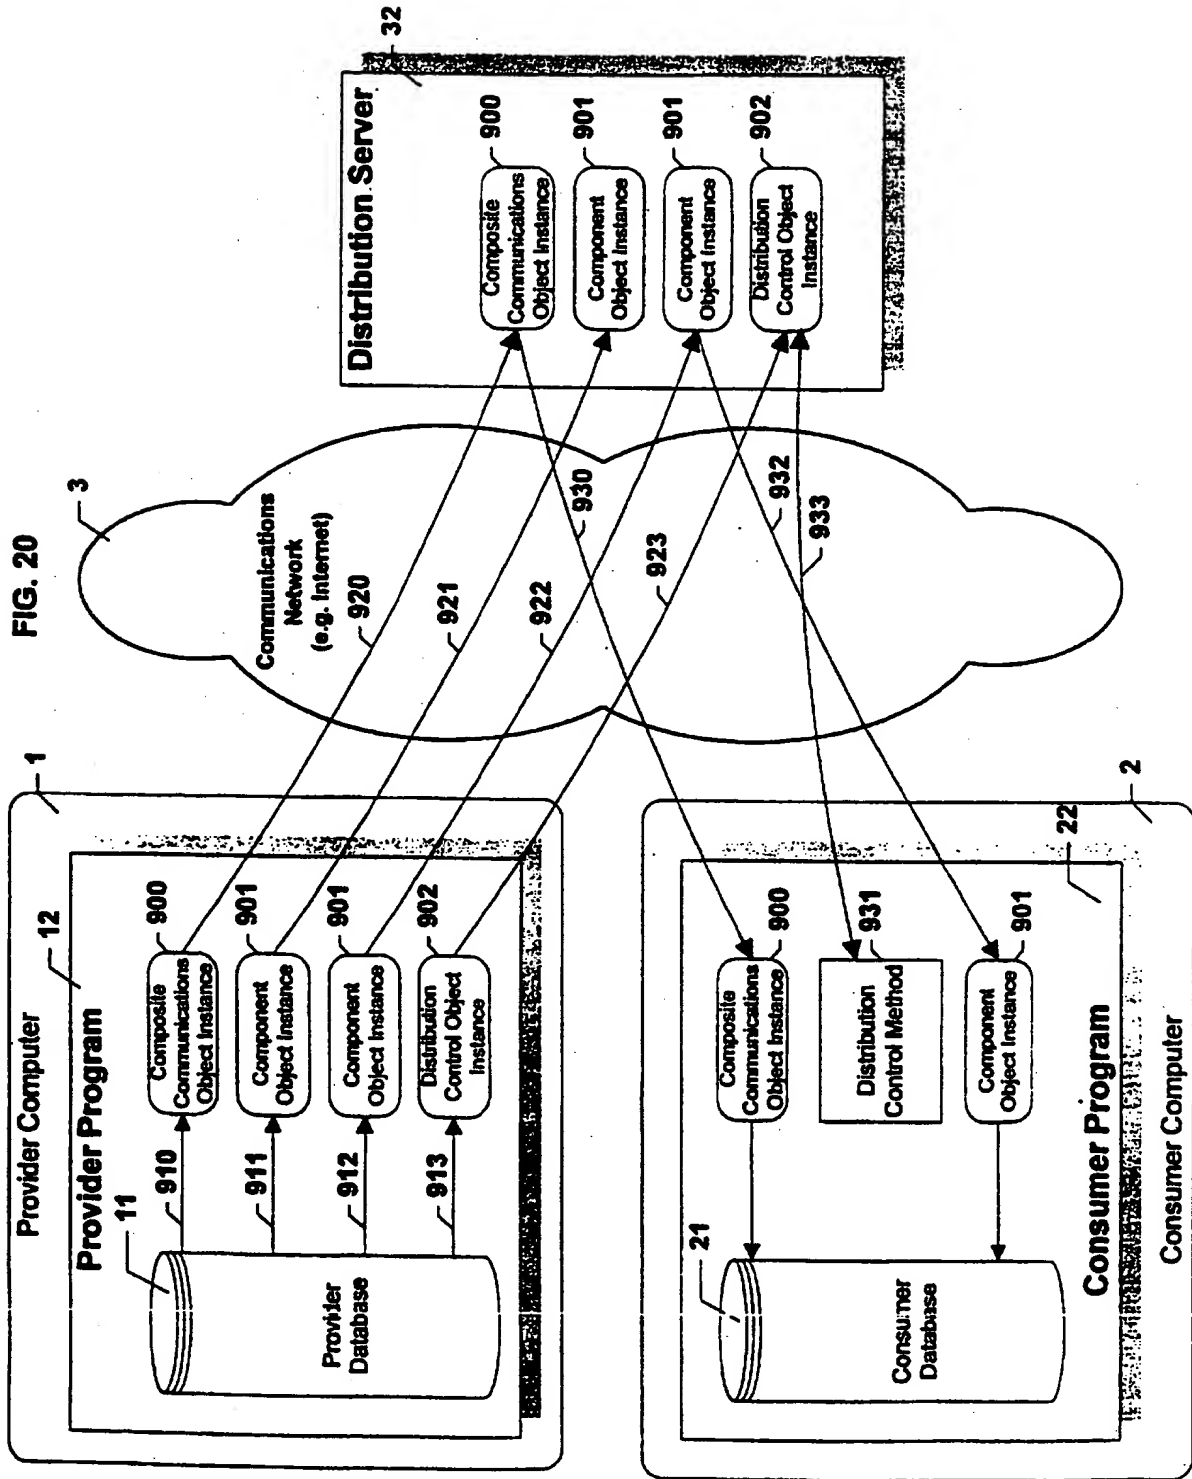 FIG. 20
Provider Computer
1
Provider Program
12
11
Provider
Database
910
911
912
913
Composite
Communications
Object Instance
900
Component
Object Instance
901
Component
Object Instance
901
Distribution
Control Object
Instance
902
3
Communications
Network
(e.g. Internet)
920
921
922
923
930
932
933
Distribution Server
32
Composite
Communications
Object Instance
900
Component
Object Instance
901
Component
Object Instance
901
Distribution
Control Object
Instance
902
21
Consumer
Database
Composite
Communications
Object Instance
900
Distribution
Control Method
931
Component
Object Instance
901
22
Consumer Program
2
Consumer Computer